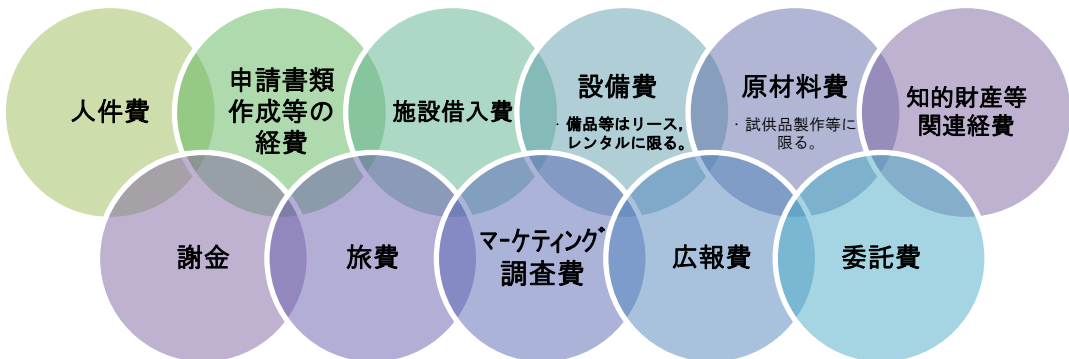 人件費
申請書類
作成等の
経費
施設借入費
設備費
・ 備品等はリース，
レンタルに限る。
原材料費
・ 試供品製作等に
限る。
知的財産等
関連経費
謝金
旅費
マーケティング
調査費
広報費
委託費